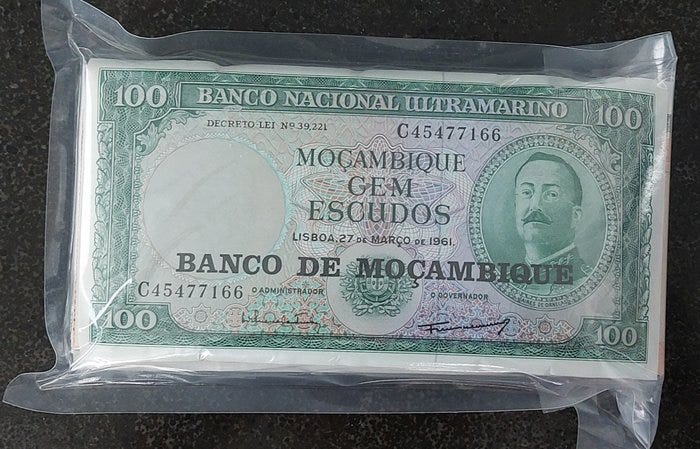 100 BANCO NACIONAL ULTRAMARINO 100
DECRETO-LEI Nº 39,221
C45477166
MOÇAMBIQUE
CEM
ESCUDOS
LISBOA, 27 DE MARÇO DE 1961.
BANCO DE MOÇAMBIQUE
C45477166
O ADMINISTRADOR
O GOVERNADOR
100
100